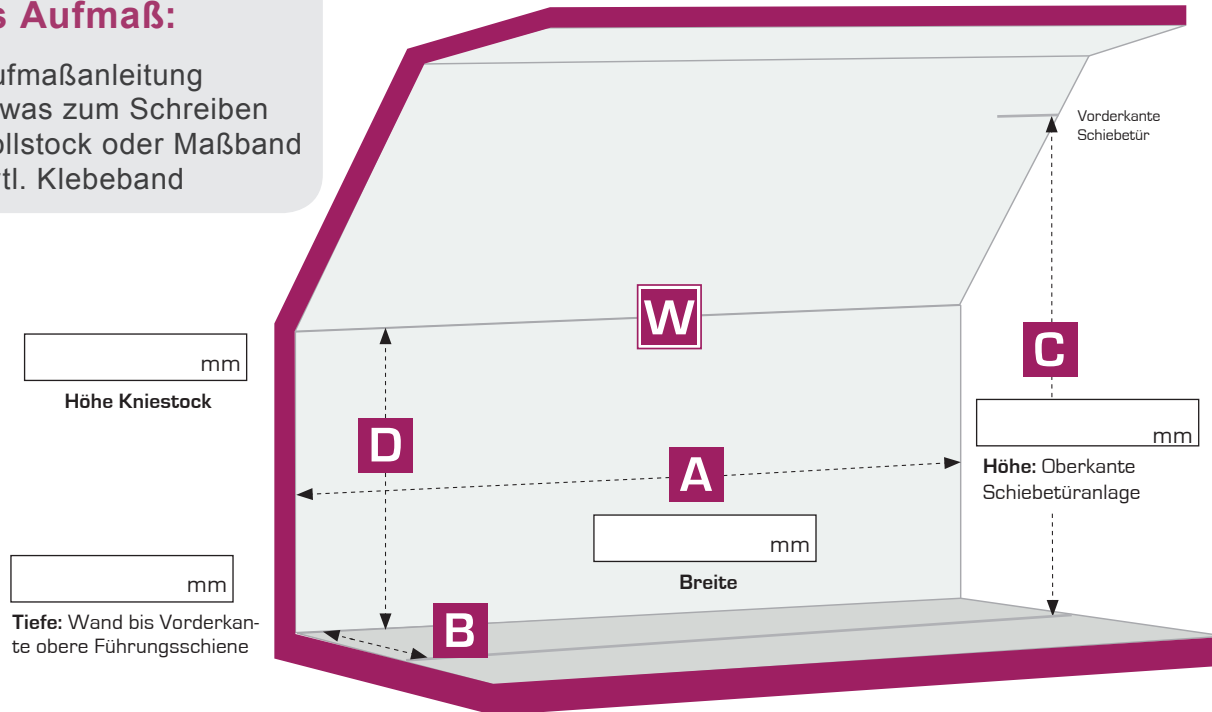 s Aufmaß:
ufmaßanleitung
was zum Schreiben
ollstock oder Maßband
tl. Klebeband
Vorderkante
Schiebetür
W
mm
Höhe Kniestock
C
D
mm
A
Höhe: Oberkante
Schiebetüranlage
mm
Breite
mm
Tiefe: Wand bis Vorderkan-
te obere Führungsschiene
B